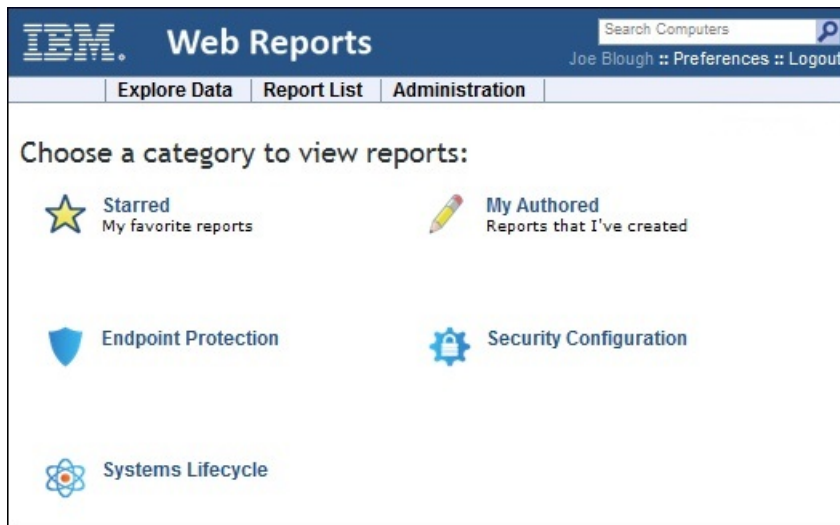 IBM. Web Reports
Search Computers
Joe Blough :: Preferences :: Logout
Explore Data Report List Administration
Choose a category to view reports:
Starred
My favorite reports
My Authored
Reports that I've created
Endpoint Protection
Security Configuration
Systems Lifecycle